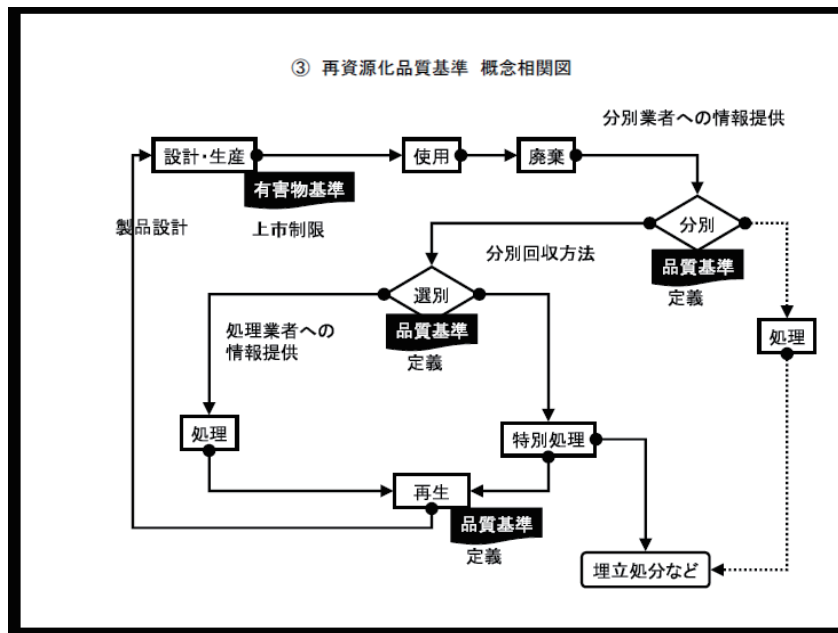 ③ 再資源化品質基準 概念相関図
分別業者への情報提供
設計・生産
使用
廃棄
有害物基準
上市制限
製品設計
分別
品質基準
定義
分別回収方法
選別
品質基準
定義
処理業者への
情報提供
処理
処理
特別処理
再生
品質基準
定義
埋立処分など